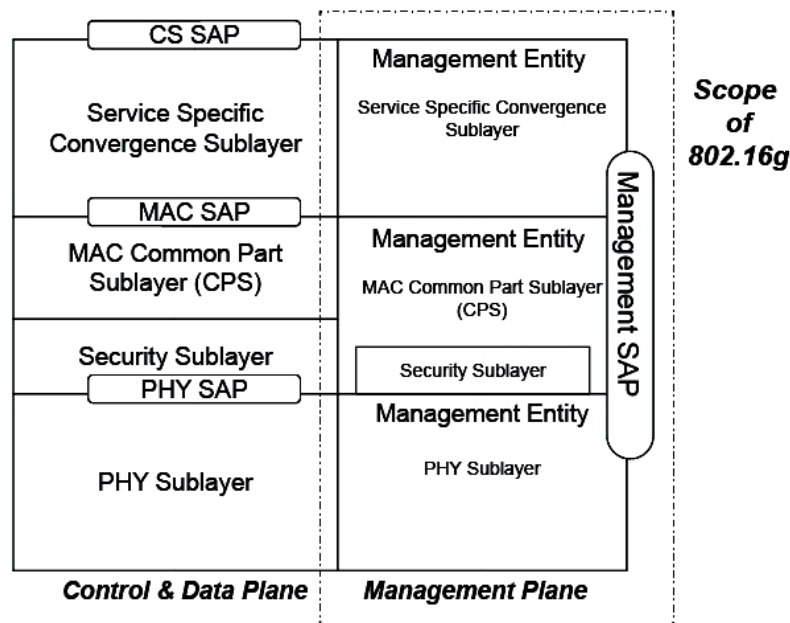 CS SAP
Service Specific
Convergence Sublayer
MAC SAP
MAC Common Part
Sublayer (CPS)
Security Sublayer
PHY SAP
PHY Sublayer
Control & Data Plane
Management Entity
Service Specific Convergence
Sublayer
Management Entity
MAC Common Part Sublayer
(CPS)
Security Sublayer
Management Entity
PHY Sublayer
Management Plane
Management SAP
Scope
of
802.16g